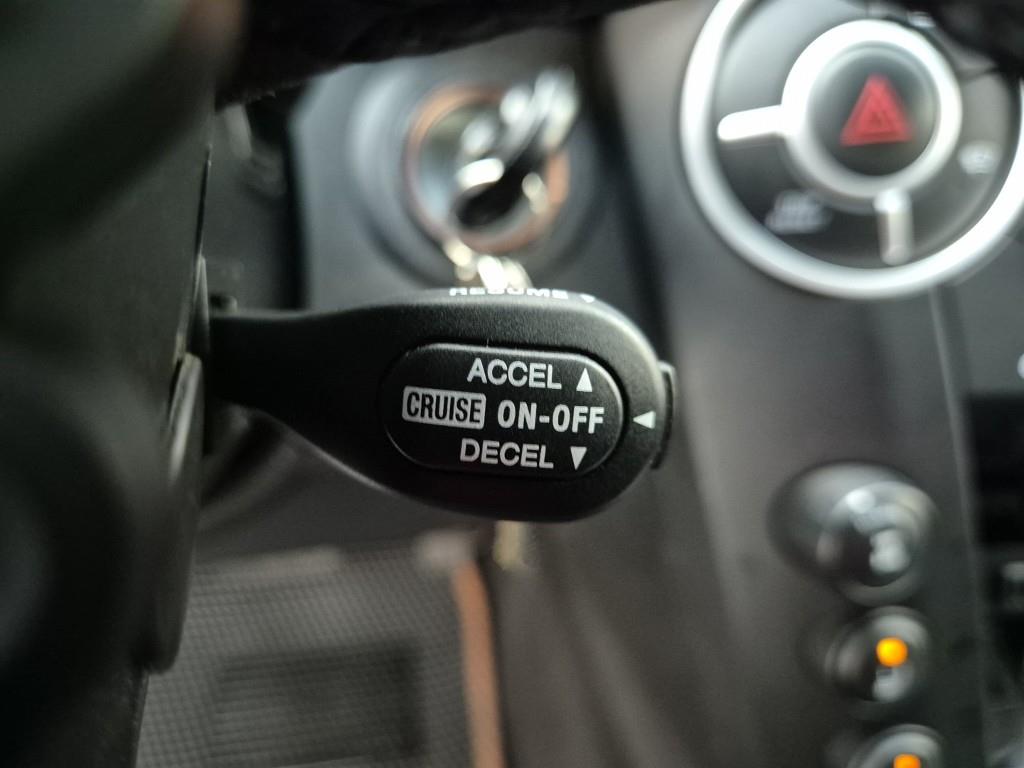 RESUME
ACCEL ▲
CRUISE ON-OFF ◀
DECEL ▼